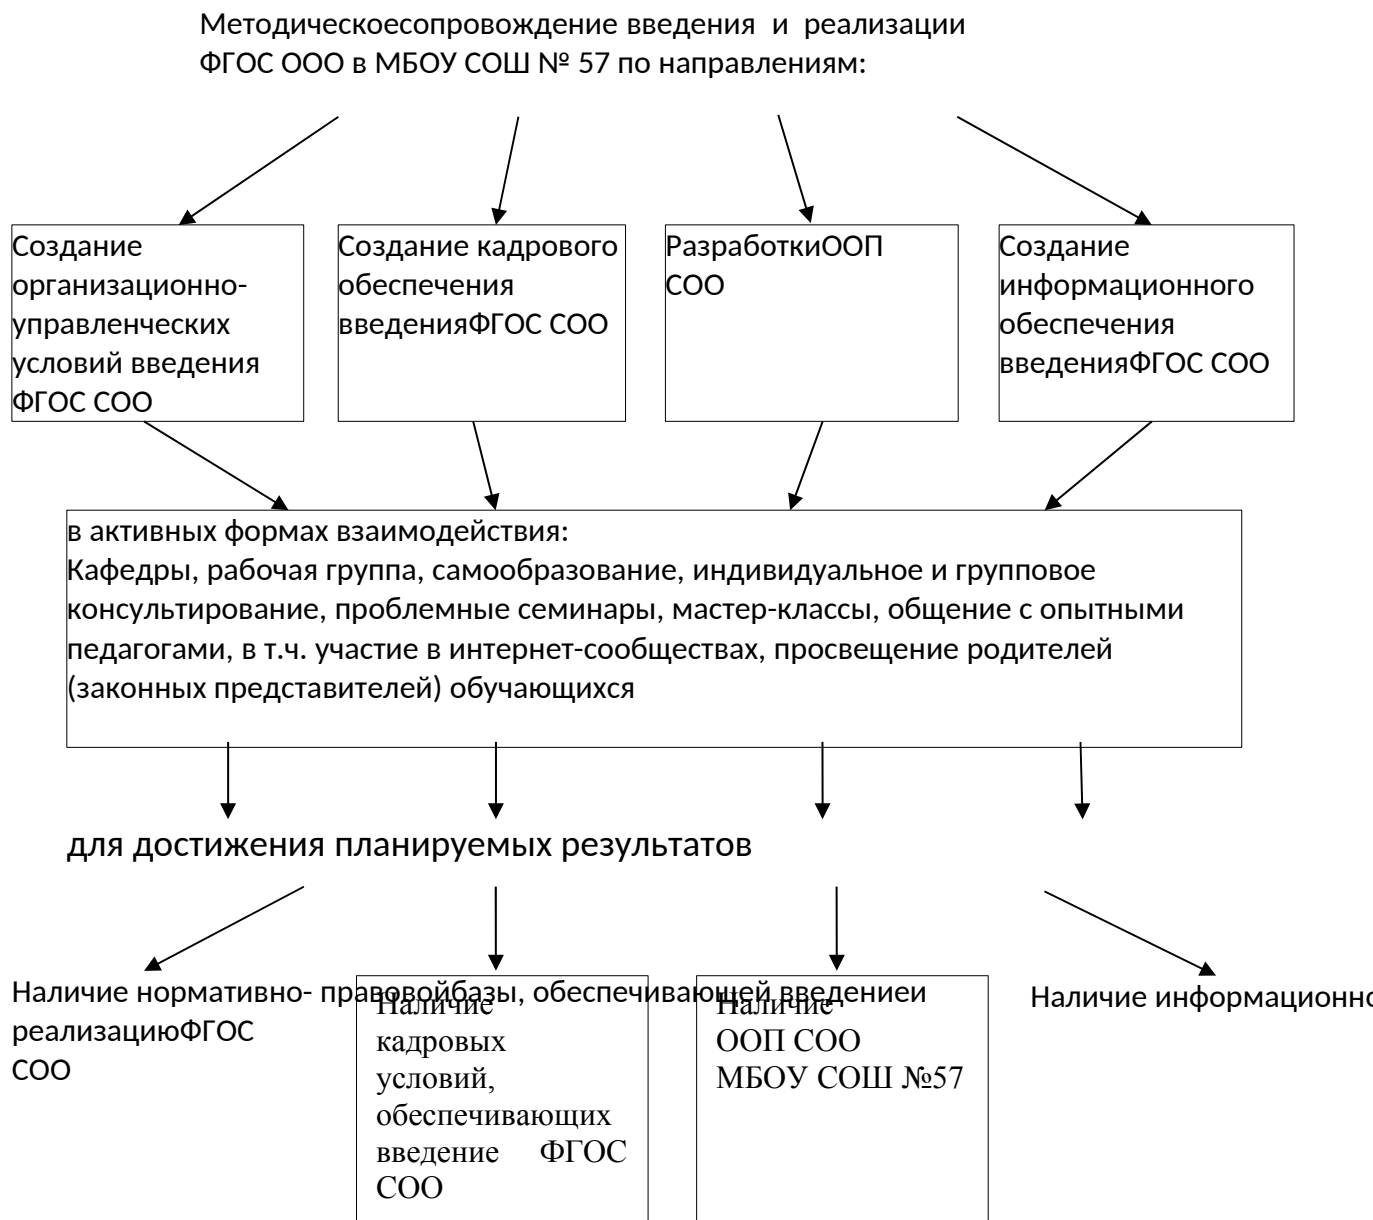 Методическоесопровождение введения и реализации
ФГОС ООО в МБОУ СОШ № 57 по направлениям:
Создание
организационно-
управленческих
условий введения
ФГОС СОО
Создание кадрового
обеспечения
введенияФГОС СОО
РазработкиООП
СОО
Создание
информационного
обеспечения
введенияФГОС СОО
в активных формах взаимодействия:
Кафедры, рабочая группа, самообразование, индивидуальное и групповое
консультирование, проблемные семинары, мастер-классы, общение с опытными
педагогами, в т.ч. участие в интернет-сообществах, просвещение родителей
(законных представителей) обучающихся
для достижения планируемых результатов
Наличие нормативно- правовойбазы, обеспечивающей введениеи
реализациюФГОС
СОО
Наличие
кадровых
условий,
обеспечивающих
введение ФГОС
СОО
Наличие
ООП СОО
МБОУ СОШ №57
Наличие информационно